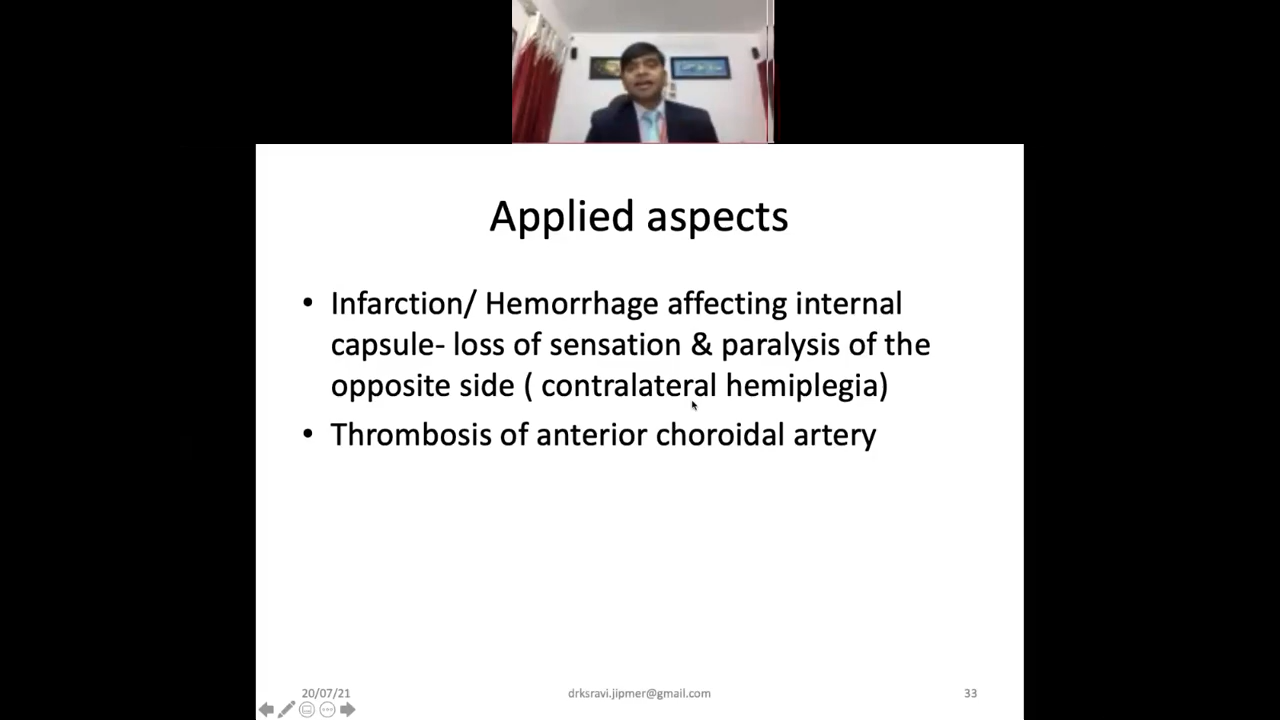 Applied aspects
• Infarction/ Hemorrhage affecting internal
capsule- loss of sensation & paralysis of the
opposite side ( contralateral hemiplegia)
• Thrombosis of anterior choroidal artery
20/07/21 drksravi.jipmer@gmail.com 33